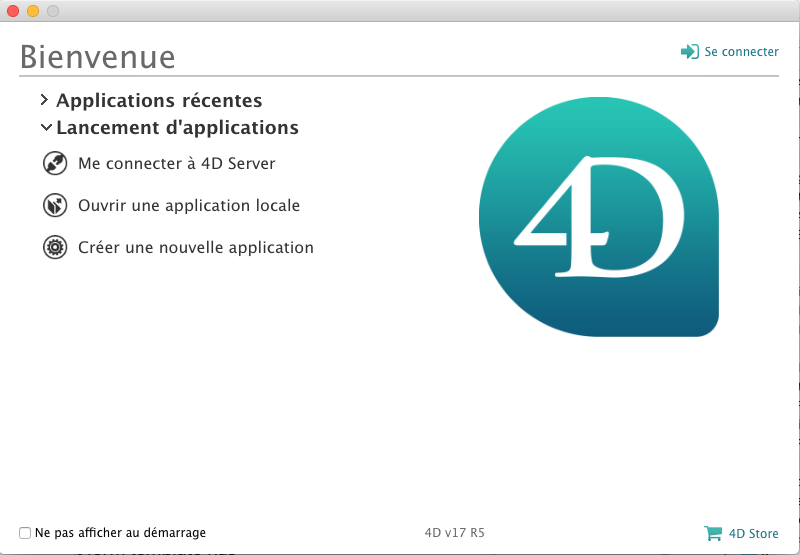 Bienvenue
Se connecter
Applications récentes
Lancement d'applications
Me connecter à 4D Server
Ouvrir une application locale
Créer une nouvelle application
4D
Ne pas afficher au démarrage
4D v17 R5
4D Store